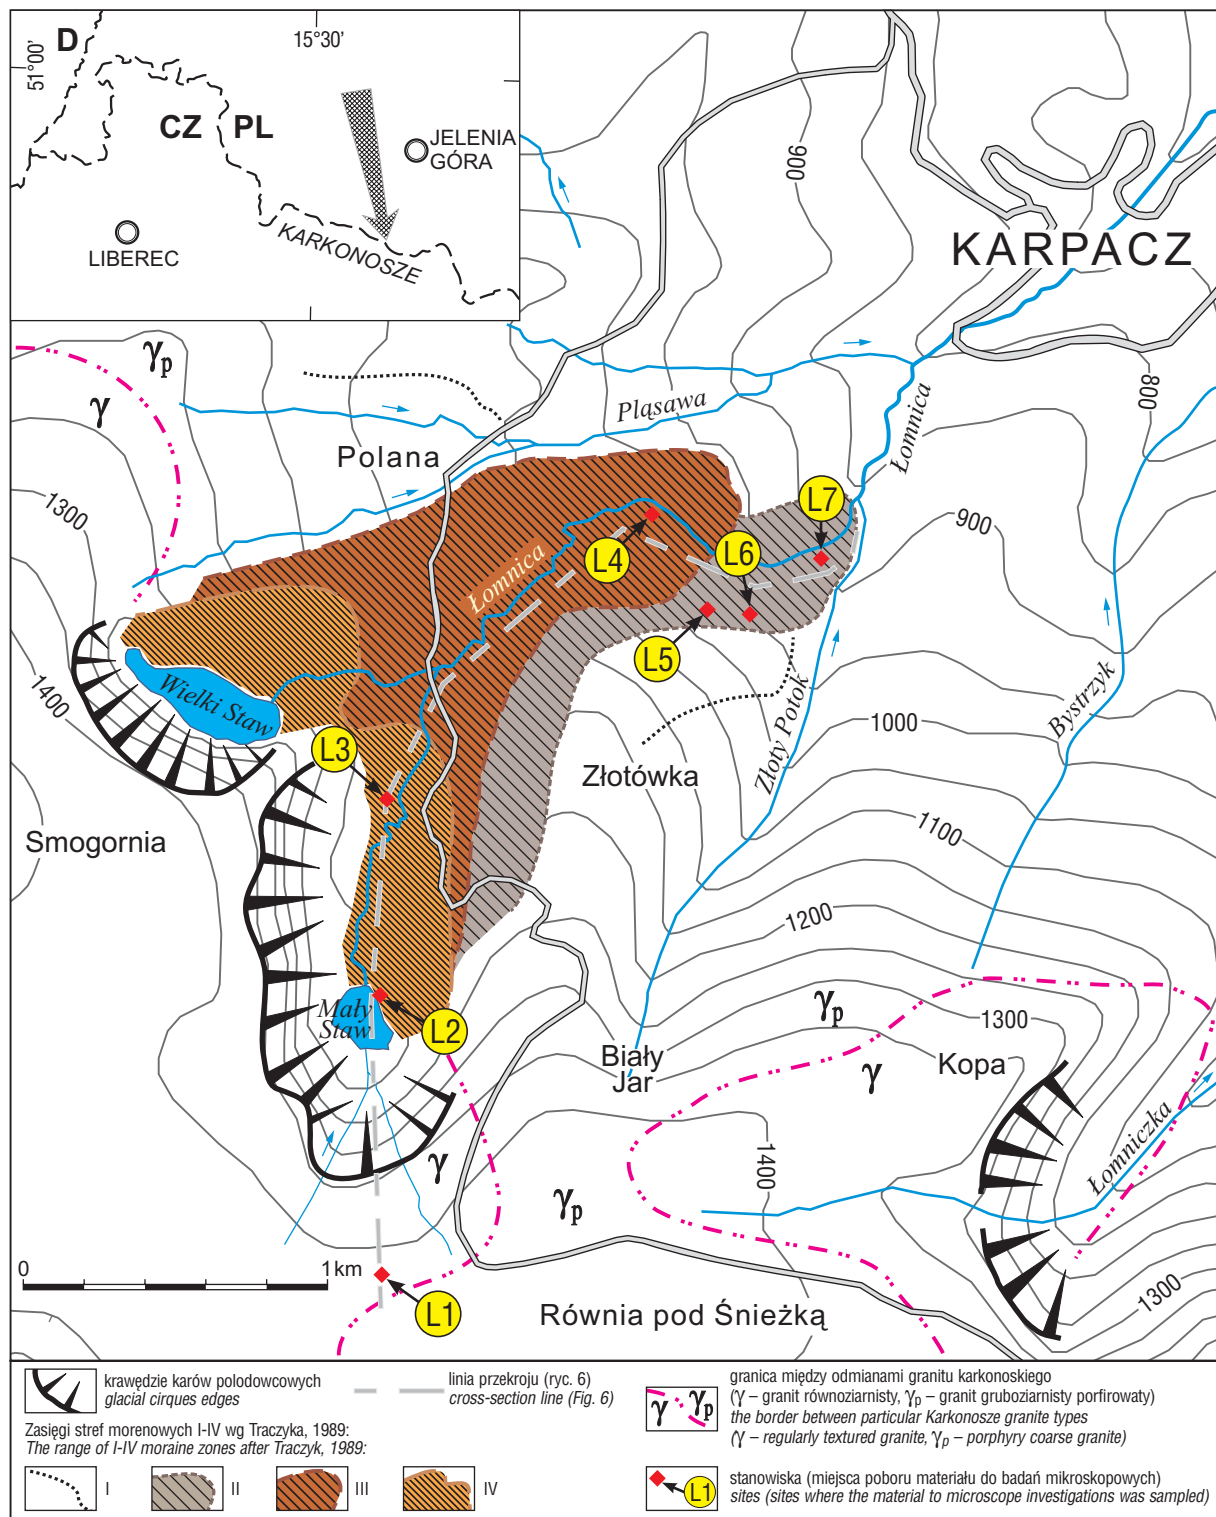 D
15°30'
51°00'
CZ
PL
JELENIA
GÓRA
LIBEREC
KARKONOSZE
900
KARPACZ
γp
γ
800
Pląsawa
Łomnica
Polana
1300
L7
900
L4
L6
Łomnica
L5
1400
Wielki Staw
Bystrzyk
1000
Złoty Potok
L3
Złotówka
Smogornia
1100
1200
Mały
Staw
L2
γp
1300
Biały
Jar
γ
Kopa
Łomniczka
γ
1400
γp
0
1 km
L1
Równia pod Śnieżką
1300
krawędzie karów polodowcowych
glacial cirques edges
linia przekroju (ryc. 6)
cross-section line (Fig. 6)
γ γp
granica między odmianami granitu karkonoskiego
(γ – granit równoziarnisty, γp – granit gruboziarnisty porfirowaty)
the border between particular Karkonosze granite types
(γ – regularly textured granite, γp – porphyry coarse granite)
Zasięgi stref morenowych I-IV wg Traczyka, 1989:
The range of I-IV moraine zones after Traczyk, 1989:
I
II
III
IV
L1
stanowiska (miejsca poboru materiału do badań mikroskopowych)
sites (sites where the material to microscope investigations was sampled)